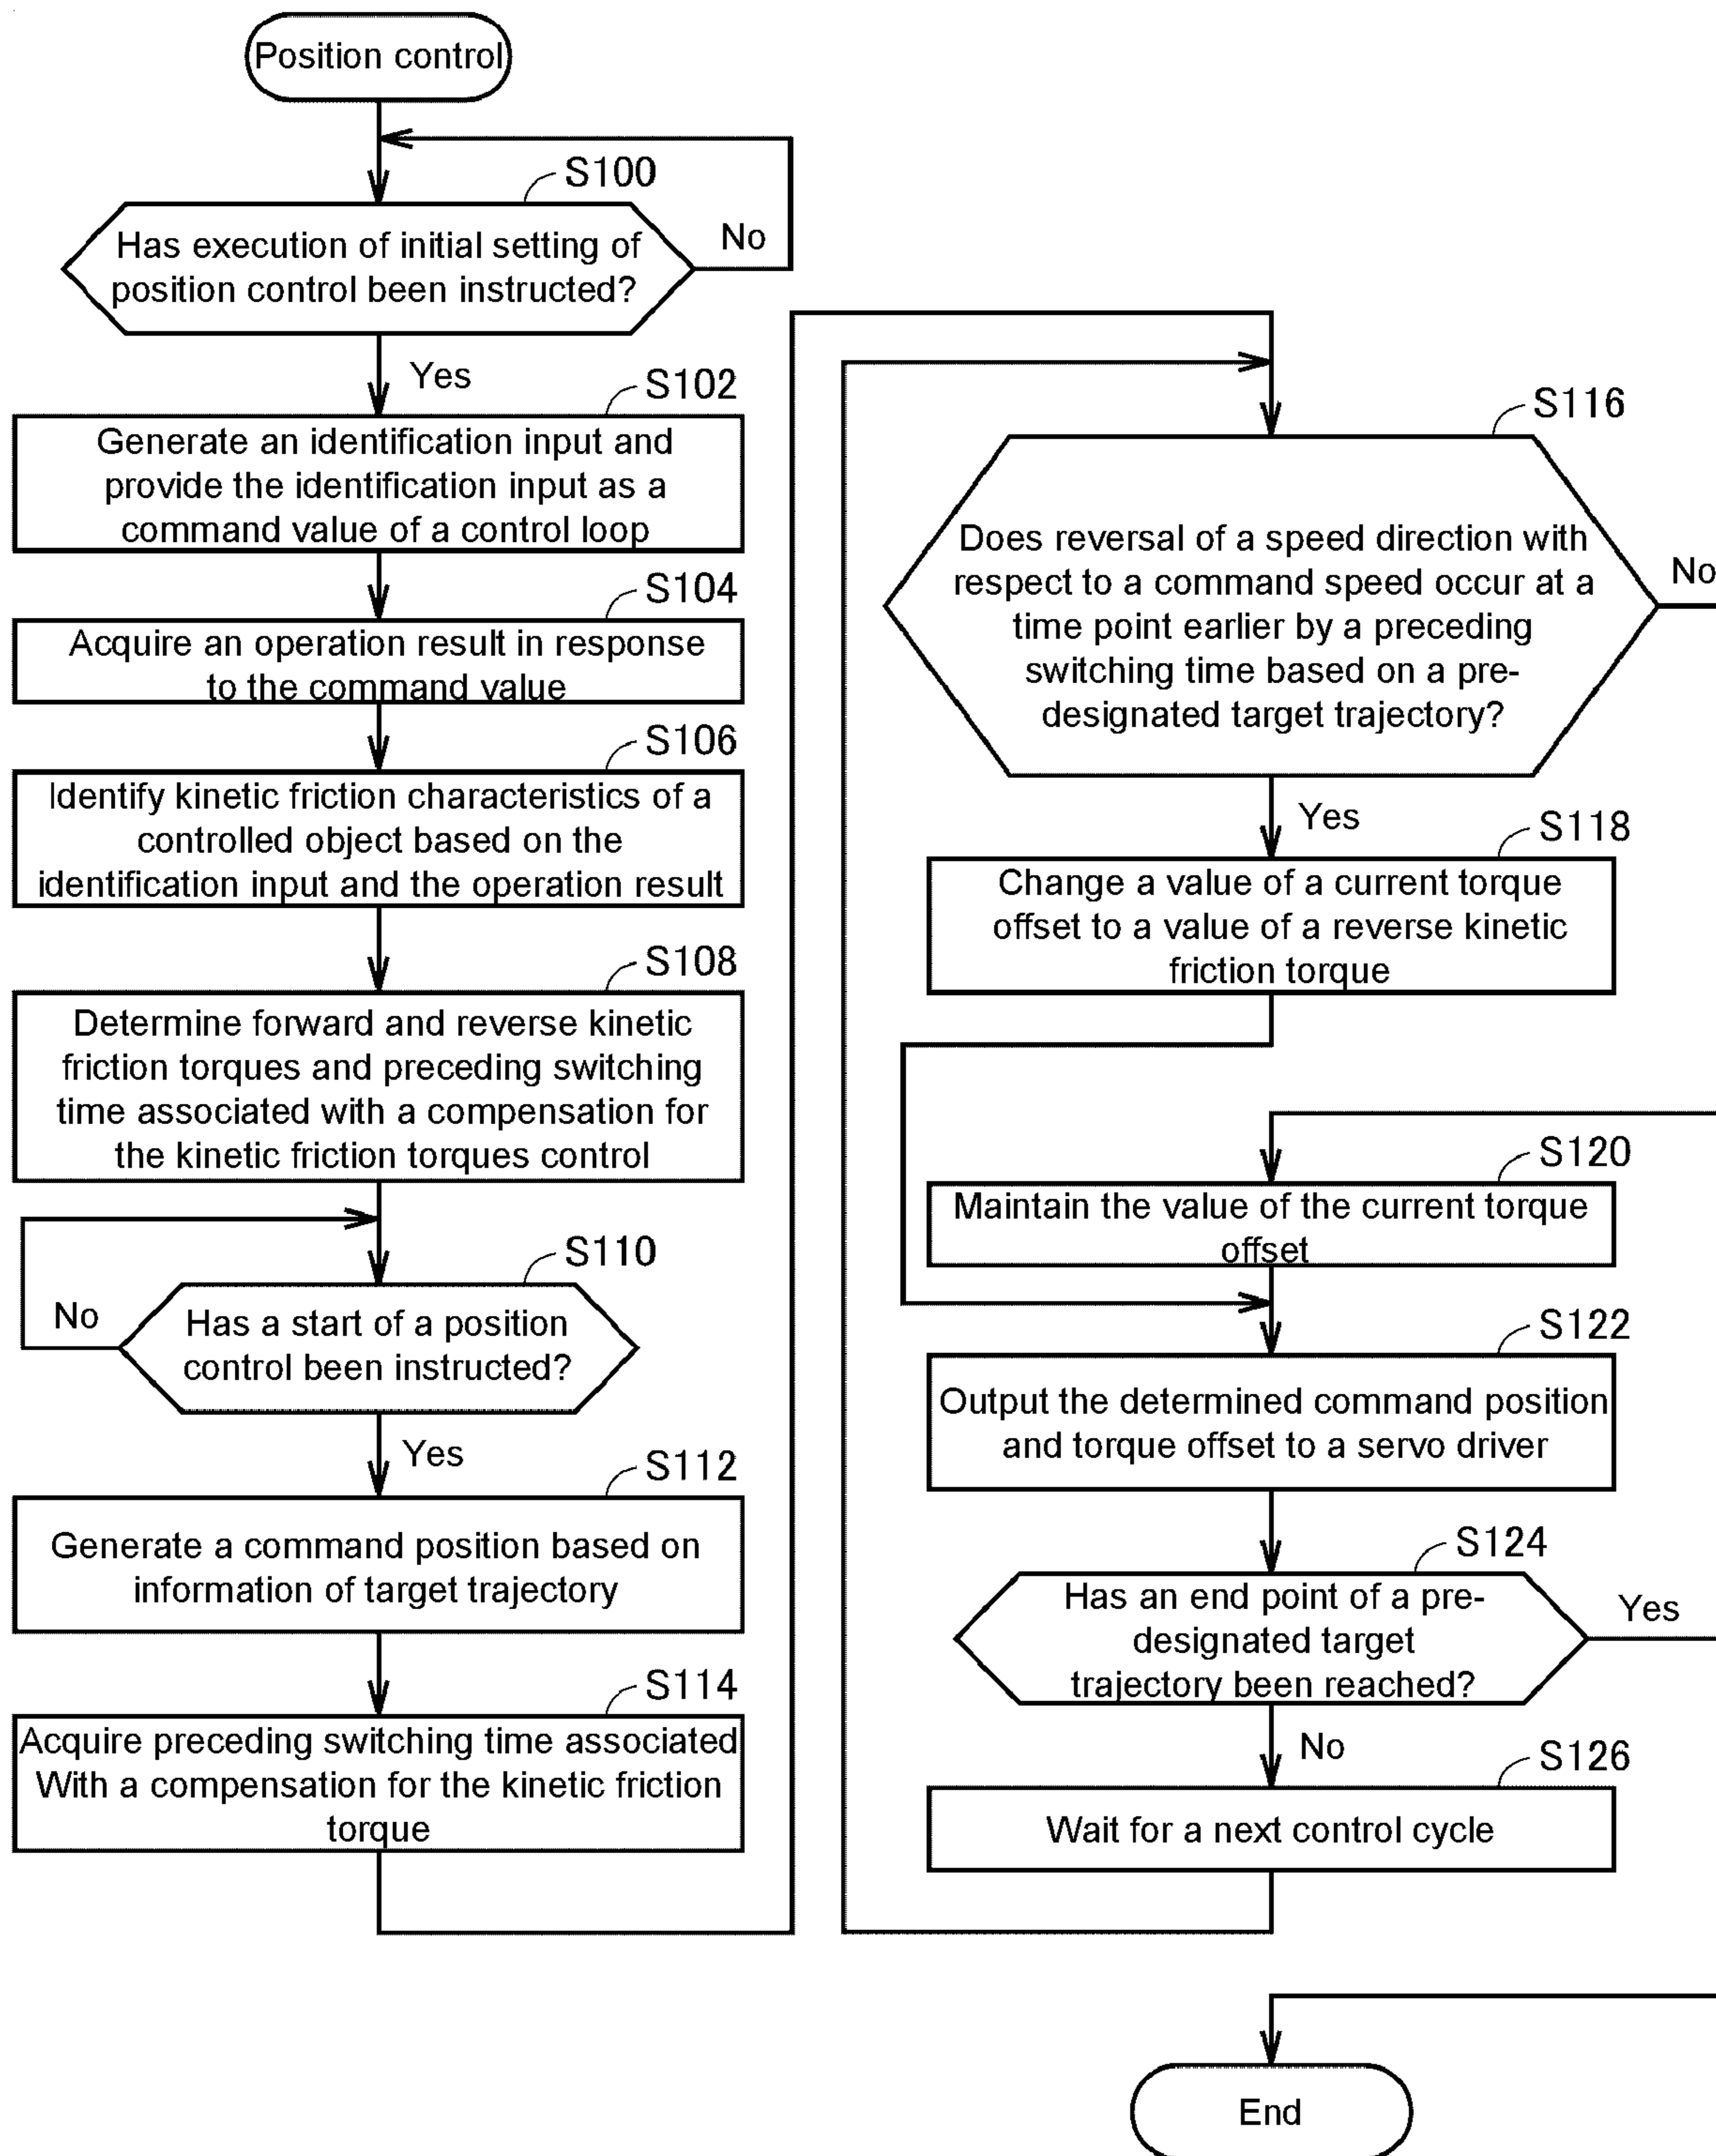 Position control
S100
Has execution of initial setting of
position control been instructed?
No
Yes
S102
Generate an identification input and
provide the identification input as a
command value of a control loop
S104
Acquire an operation result in response
to the command value
S106
Identify kinetic friction characteristics of a
controlled object based on the
identification input and the operation result
S108
Determine forward and reverse kinetic
friction torques and preceding switching
time associated with a compensation for
the kinetic friction torques control
S110
Has a start of a position
control been instructed?
No
Yes
S112
Generate a command position based on
information of target trajectory
S114
Acquire preceding switching time associated
With a compensation for the kinetic friction
torque
S116
Does reversal of a speed direction with
respect to a command speed occur at a
time point earlier by a preceding
switching time based on a pre-
designated target trajectory?
No
Yes
S118
Change a value of a current torque
offset to a value of a reverse kinetic
friction torque
S120
Maintain the value of the current torque
offset
S122
Output the determined command position
and torque offset to a servo driver
S124
Has an end point of a pre-
designated target
trajectory been reached?
Yes
No
S126
Wait for a next control cycle
End